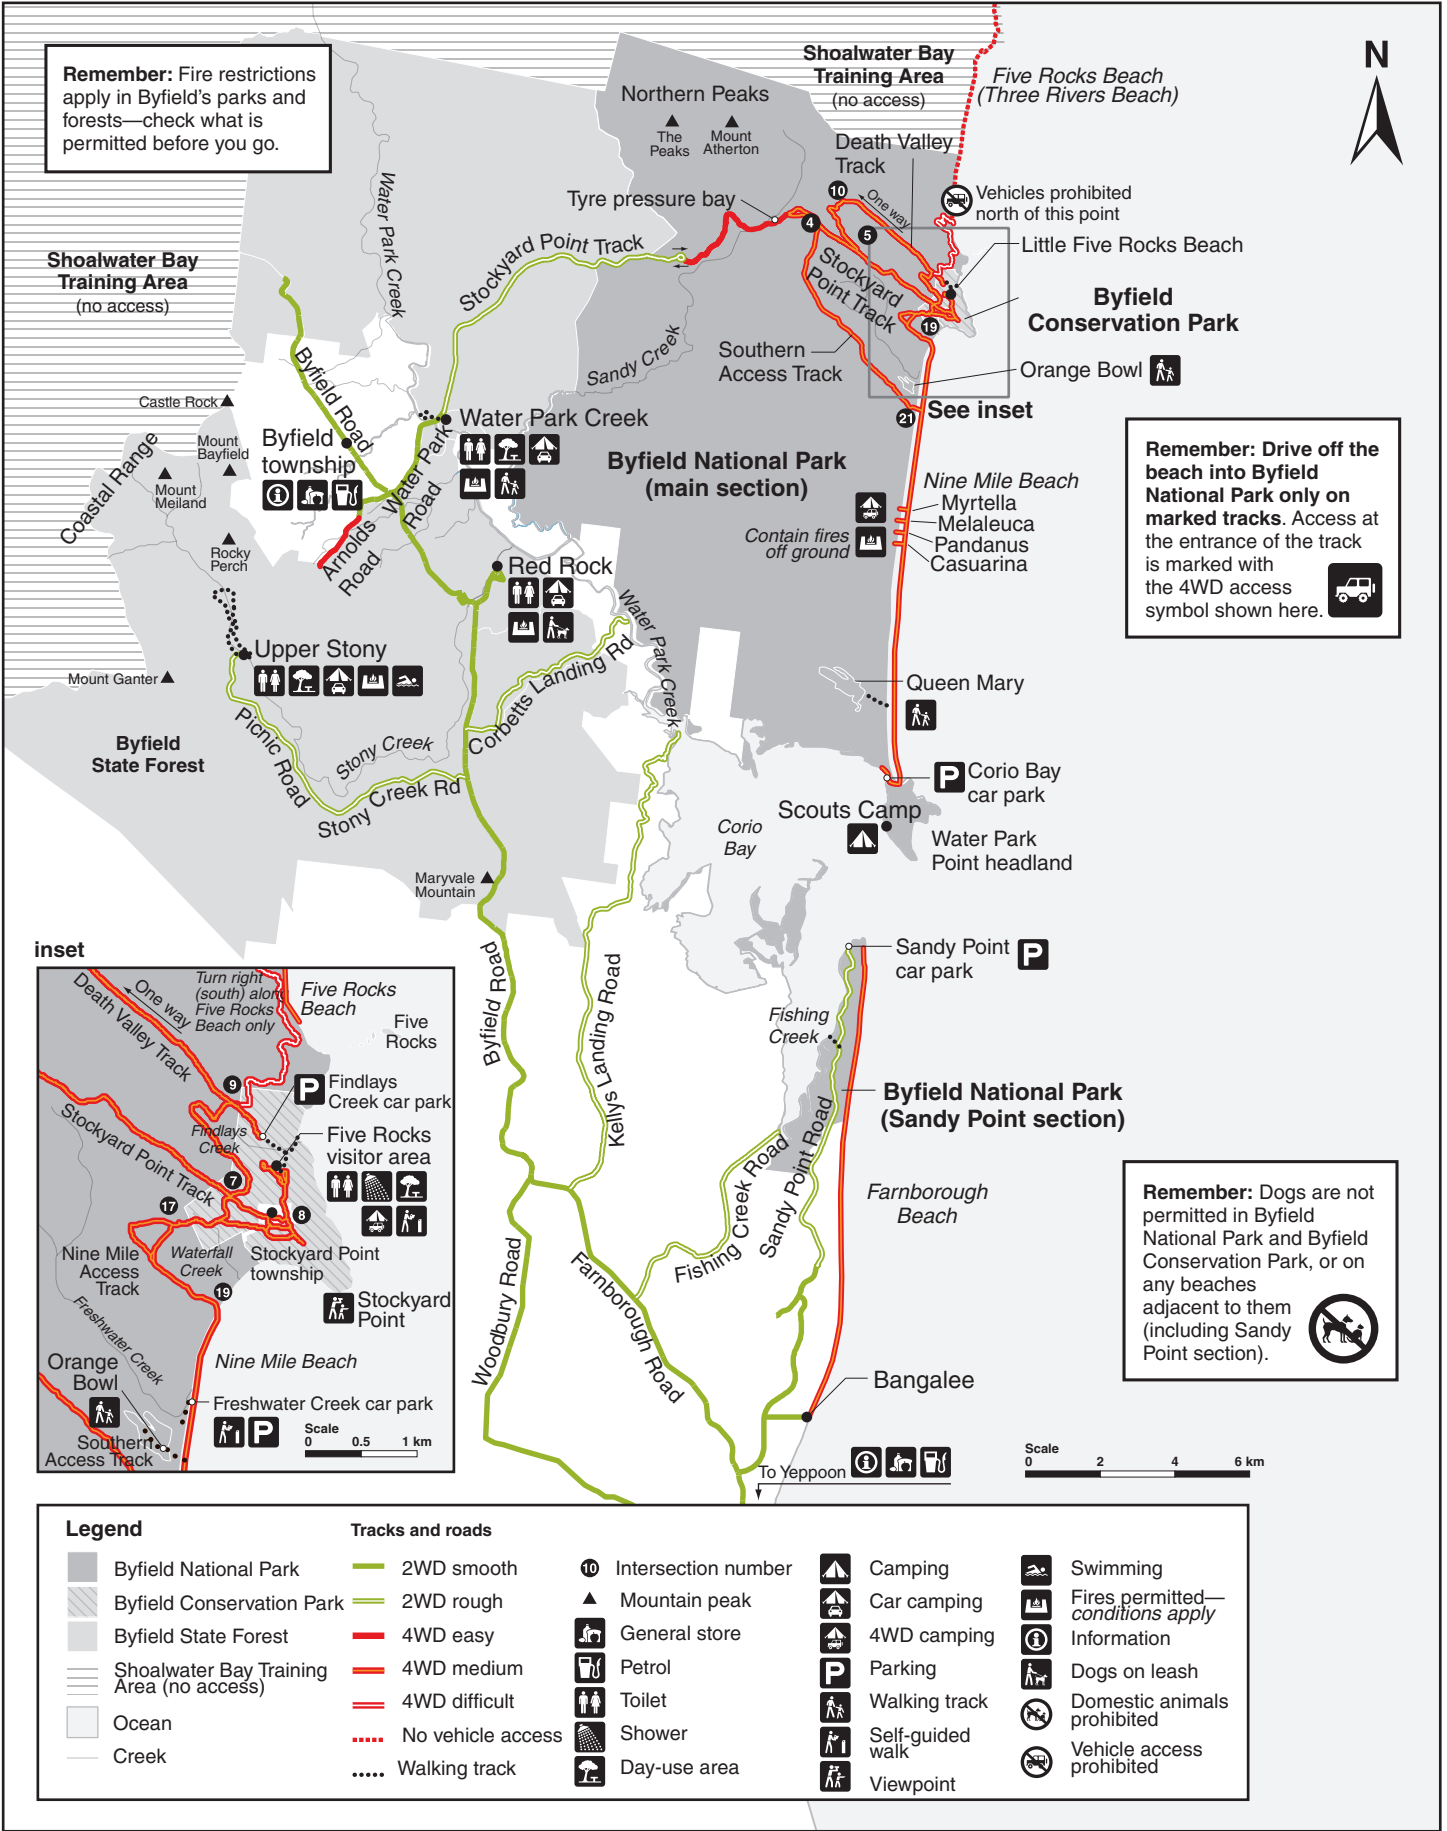 Remember: Fire restrictions
apply in Byfield's parks and
forests—check what is
permitted before you go.
Shoalwater Bay
Training Area
(no access)
Five Rocks Beach
(Three Rivers Beach)
N
Northern Peaks
The
Peaks
Mount
Atherton
Death Valley
Track
Tyre pressure bay
10
One way
Vehicles prohibited
north of this point
4
5
Little Five Rocks Beach
Water Park Creek
Stockyard Point Track
Shoalwater Bay
Training Area
(no access)
Stockyard
Point Track
Byfield
Conservation Park
19
Sandy Creek
Southern
Access Track
Orange Bowl
See inset
21
Byfield Road
Castle Rock
Mount
Bayfield
Coastal Range
Mount
Meiland
Byfield
township
Water Park Creek
Water Park
Road
Byfield National Park
(main section)
Nine Mile Beach
Myrtella
Melaleuca
Pandanus
Casuarina
Contain fires
off ground
Remember: Drive off the
beach into Byfield
National Park only on
marked tracks. Access at
the entrance of the track
is marked with
the 4WD access
symbol shown here.
Rocky
Perch
Arnolds
Road
Red Rock
Water Park Creek
Upper Stony
Mount Ganter
Corbetts Landing Rd
Queen Mary
Byfield
State Forest
Picnic Road
Stony Creek
Stony Creek Rd
P
Corio Bay
car park
Scouts Camp
Corio
Bay
Water Park
Point headland
Maryvale
Mountain
Byfield Road
Kellys Landing Road
Sandy Point
car park
P
Fishing
Creek
Byfield National Park
(Sandy Point section)
Fishing Creek Road
Sandy Point Road
Farnborough
Beach
Remember: Dogs are not
permitted in Byfield
National Park and Byfield
Conservation Park, or on
any beaches
adjacent to them
(including Sandy
Point section).
Woodbury Road
Farnborough Road
Bangalee
To Yeppoon
Scale
0 2 4 6 km
inset
Turn right
(south) along
Five Rocks
Beach only
One way
Death Valley Track
Five Rocks
Beach
Five
Rocks
9
P
Findlays
Creek car park
Stockyard Point Track
Findlays
Creek
Five Rocks
visitor area
7
17
8
Nine Mile
Access
Track
Waterfall
Creek
Stockyard Point
township
19
Stockyard
Point
Freshwater Creek
Nine Mile Beach
Orange
Bowl
Freshwater Creek car park
P
Southern
Access Track
Scale
0 0.5 1 km
Legend
Byfield National Park
Byfield Conservation Park
Byfield State Forest
Shoalwater Bay Training
Area (no access)
Ocean
Creek
Tracks and roads
2WD smooth
2WD rough
4WD easy
4WD medium
4WD difficult
No vehicle access
Walking track
10 Intersection number
Mountain peak
General store
Petrol
Toilet
Shower
Day-use area
Camping
Car camping
4WD camping
P Parking
Walking track
Self-guided
walk
Viewpoint
Swimming
Fires permitted—
conditions apply
Information
Dogs on leash
Domestic animals
prohibited
Vehicle access
prohibited